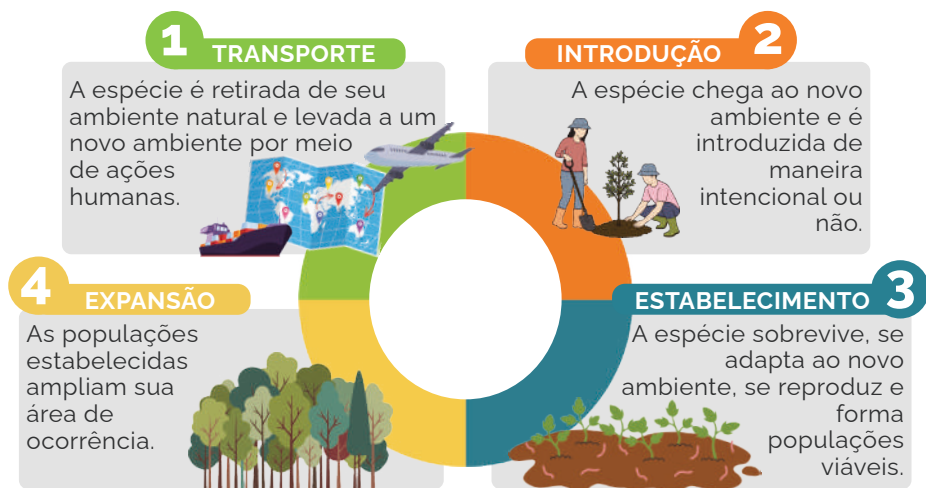 1 TRANSPORTE
A espécie é retirada de seu
ambiente natural e levada a um
novo ambiente por meio
de ações
humanas.
INTRODUÇÃO 2
A espécie chega ao novo
ambiente e é
introduzida de
maneira
intencional ou
não.
ESTABELECIMENTO 3
A espécie sobrevive, se
adapta ao novo
ambiente, se reproduz e
forma
populações
viáveis.
4 EXPANSÃO
As populações
estabelecidas
ampliam sua
área de
ocorrência.